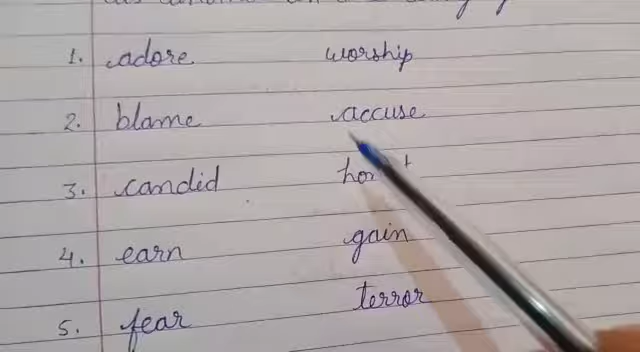 1. adore worship
2. blame accuse
3. candid
4. earn gain
5. fear terror